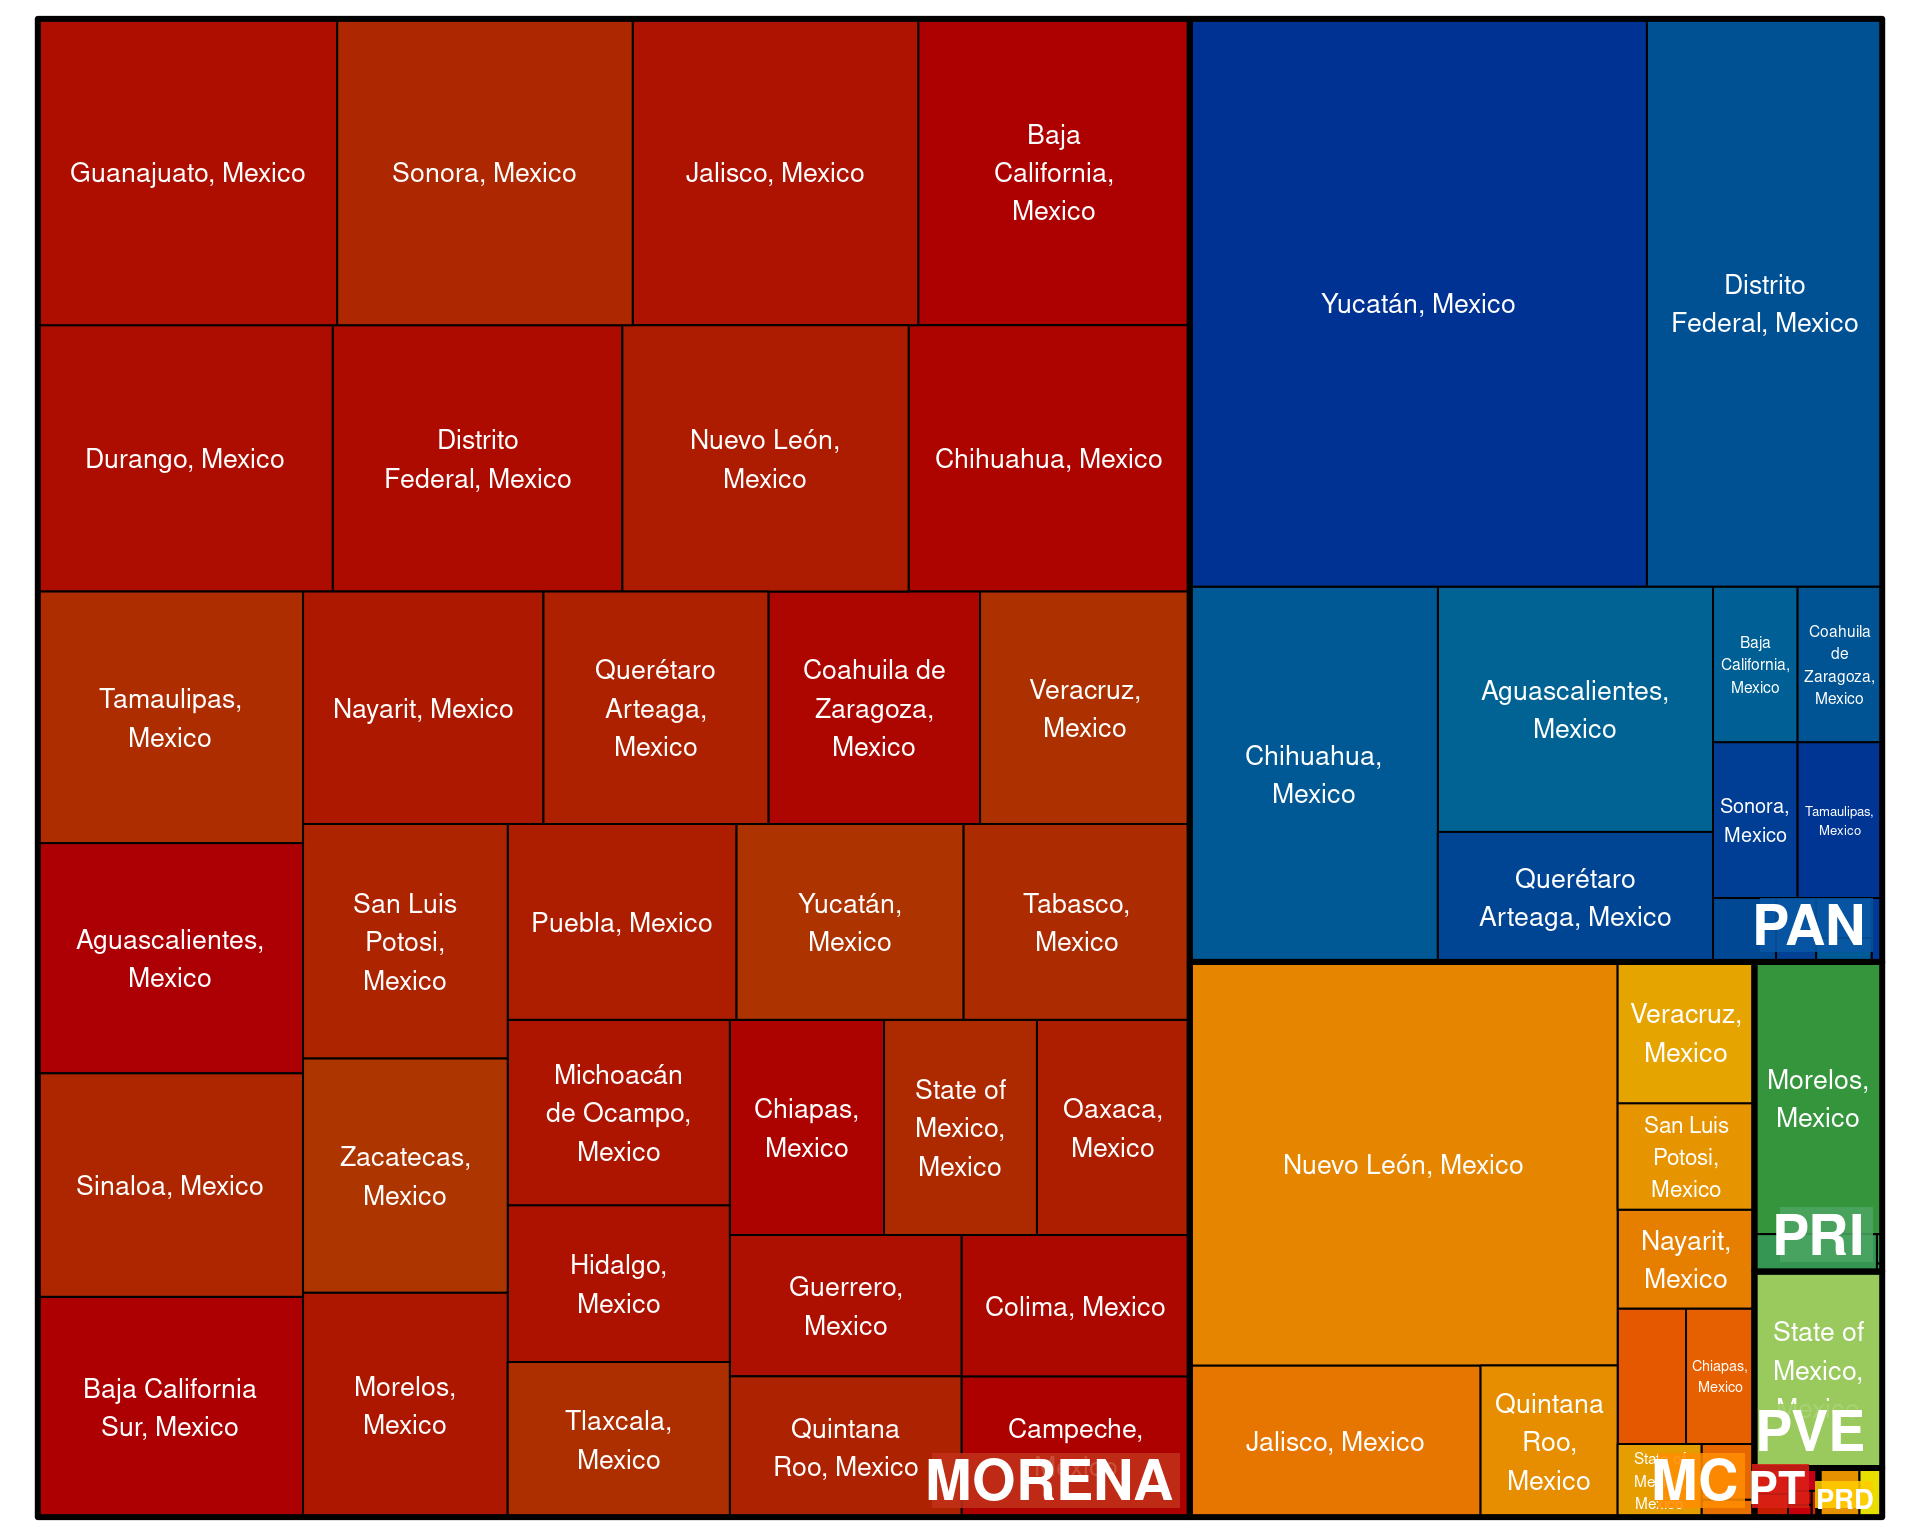 Guanajuato, Mexico
Sonora, Mexico
Jalisco, Mexico
Baja
California,
Mexico
Durango, Mexico
Distrito
Federal, Mexico
Nuevo León,
Mexico
Chihuahua, Mexico
Tamaulipas,
Mexico
Nayarit, Mexico
Querétaro
Arteaga,
Mexico
Coahuila de
Zaragoza,
Mexico
Veracruz,
Mexico
Aguascalientes,
Mexico
San Luis
Potosi,
Mexico
Puebla, Mexico
Yucatán,
Mexico
Tabasco,
Mexico
Sinaloa, Mexico
Zacatecas,
Mexico
Michoacán
de Ocampo,
Mexico
Chiapas,
Mexico
State of
Mexico,
Mexico
Oaxaca,
Mexico
Hidalgo,
Mexico
Guerrero,
Mexico
Colima, Mexico
Baja California
Sur, Mexico
Morelos,
Mexico
Tlaxcala,
Mexico
Quintana
Roo, Mexico
Campeche,
Mexico
MORENA
Yucatán, Mexico
Distrito
Federal, Mexico
Chihuahua,
Mexico
Aguascalientes,
Mexico
Querétaro
Arteaga, Mexico
Baja
California,
Mexico
Coahuila
de
Zaragoza,
Mexico
Sonora,
Mexico
Tamaulipas,
Mexico
PAN
Nuevo León, Mexico
Veracruz,
Mexico
San Luis
Potosi,
Mexico
Nayarit,
Mexico
Chiapas,
Mexico
Jalisco, Mexico
Quintana
Roo,
Mexico
State of
Mexico,
Mexico
MC
Morelos,
Mexico
PRI
State of
Mexico,
Mexico
PVE
PT
PRD